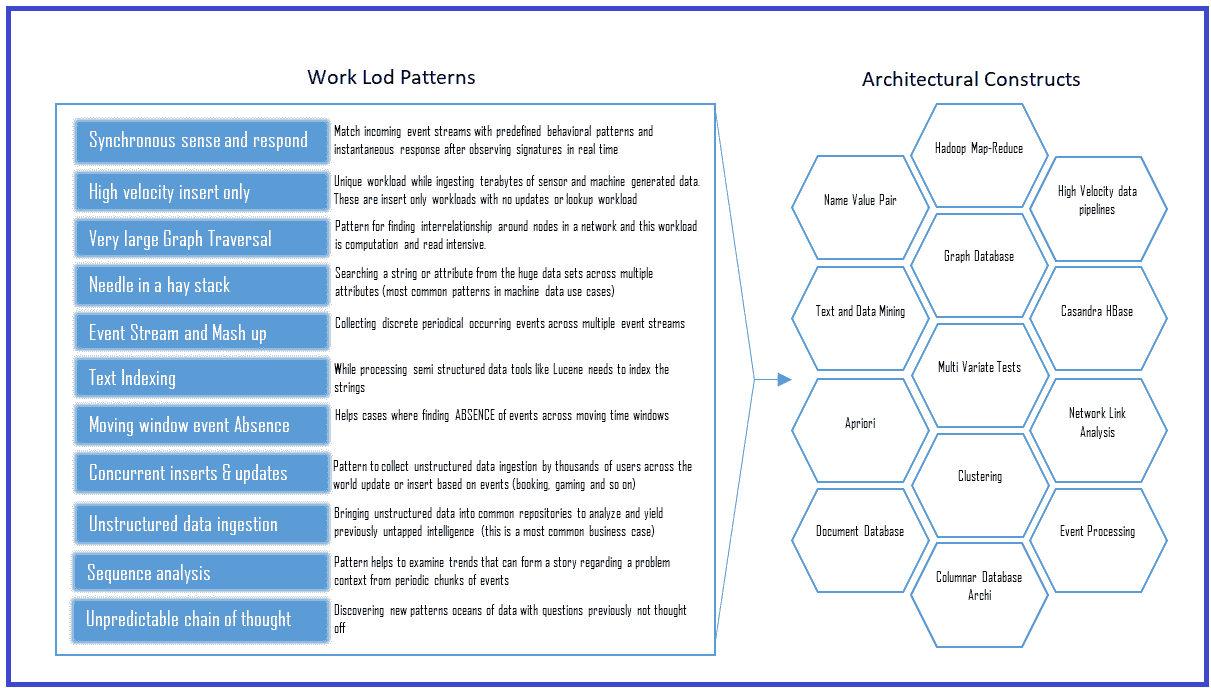 Work Lod Patterns
Synchronous sense and respond
Match incoming event streams with predefined behavioral patterns and
instantaneous response after observing signatures in real time
High velocity insert only
Unique workload while ingesting terabytes of sensor and machine generated data.
These are insert only workloads with no updates or lookup workload
Very large Graph Traversal
Pattern for finding interrelationship around nodes in a network and this workload
is computation and read intensive.
Needle in a hay stack
Searching a string or attribute from the huge data sets across multiple
attributes (most common patterns in machine data use cases)
Event Stream and Mash up
Collecting discrete periodical occurring events across multiple event streams
Text Indexing
While processing semi structured data tools like Lucene needs to index the
strings
Moving window event Absence
Helps cases where finding ABSENCE of events across moving time windows
Concurrent inserts & updates
Pattern to collect unstructured data ingestion by thousands of users across the
world update or insert based on events (booking, gaming and so on)
Unstructured data ingestion
Bringing unstructured data into common repositories to analyze and yield
previously untapped intelligence (this is a most common business case)
Sequence analysis
Pattern helps to examine trends that can form a story regarding a problem
context from periodic chunks of events
Unpredictable chain of thought
Discovering new patterns oceans of data with questions previously not thought
off
Architectural Constructs
Hadoop Map-Reduce
Name Value Pair
High Velocity data
pipelines
Graph Database
Text and Data Mining
Casandra HBase
Multi Variate Tests
Apriori
Network Link
Analysis
Clustering
Document Database
Event Processing
Columnar Database
Archi